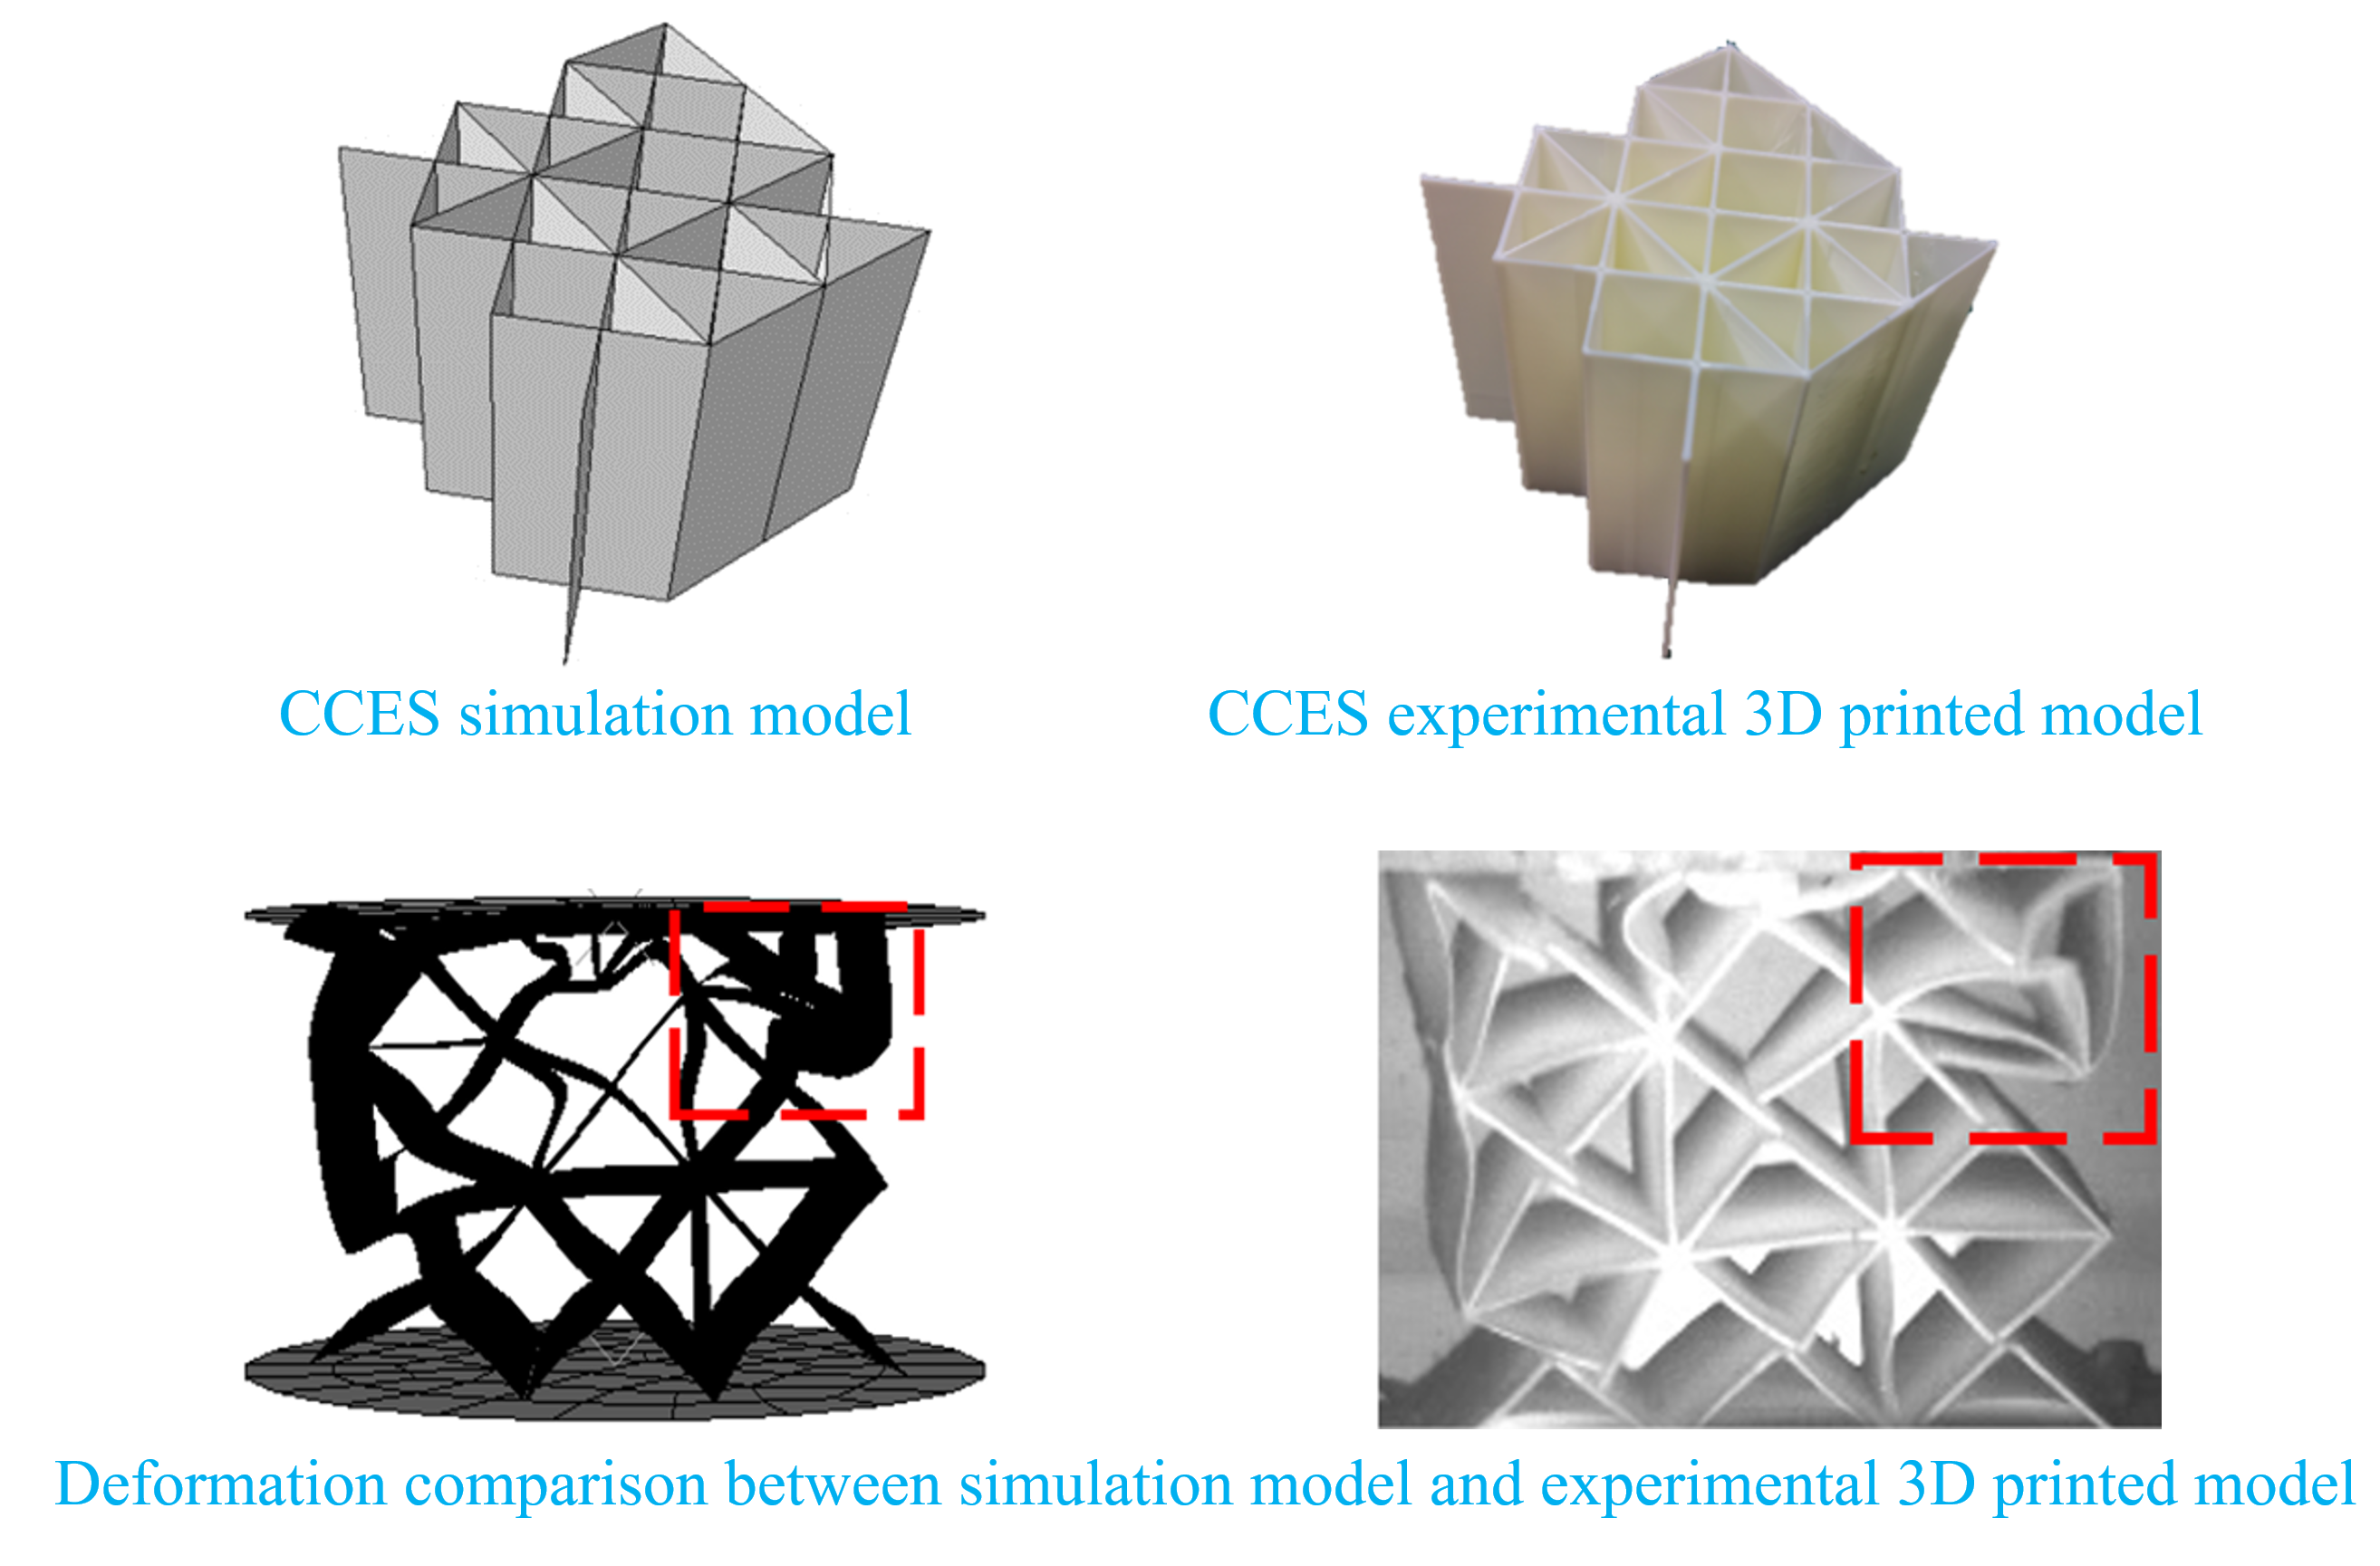 CCES simulation model
CCES experimental 3D printed model
Deformation comparison between simulation model and experimental 3D printed model